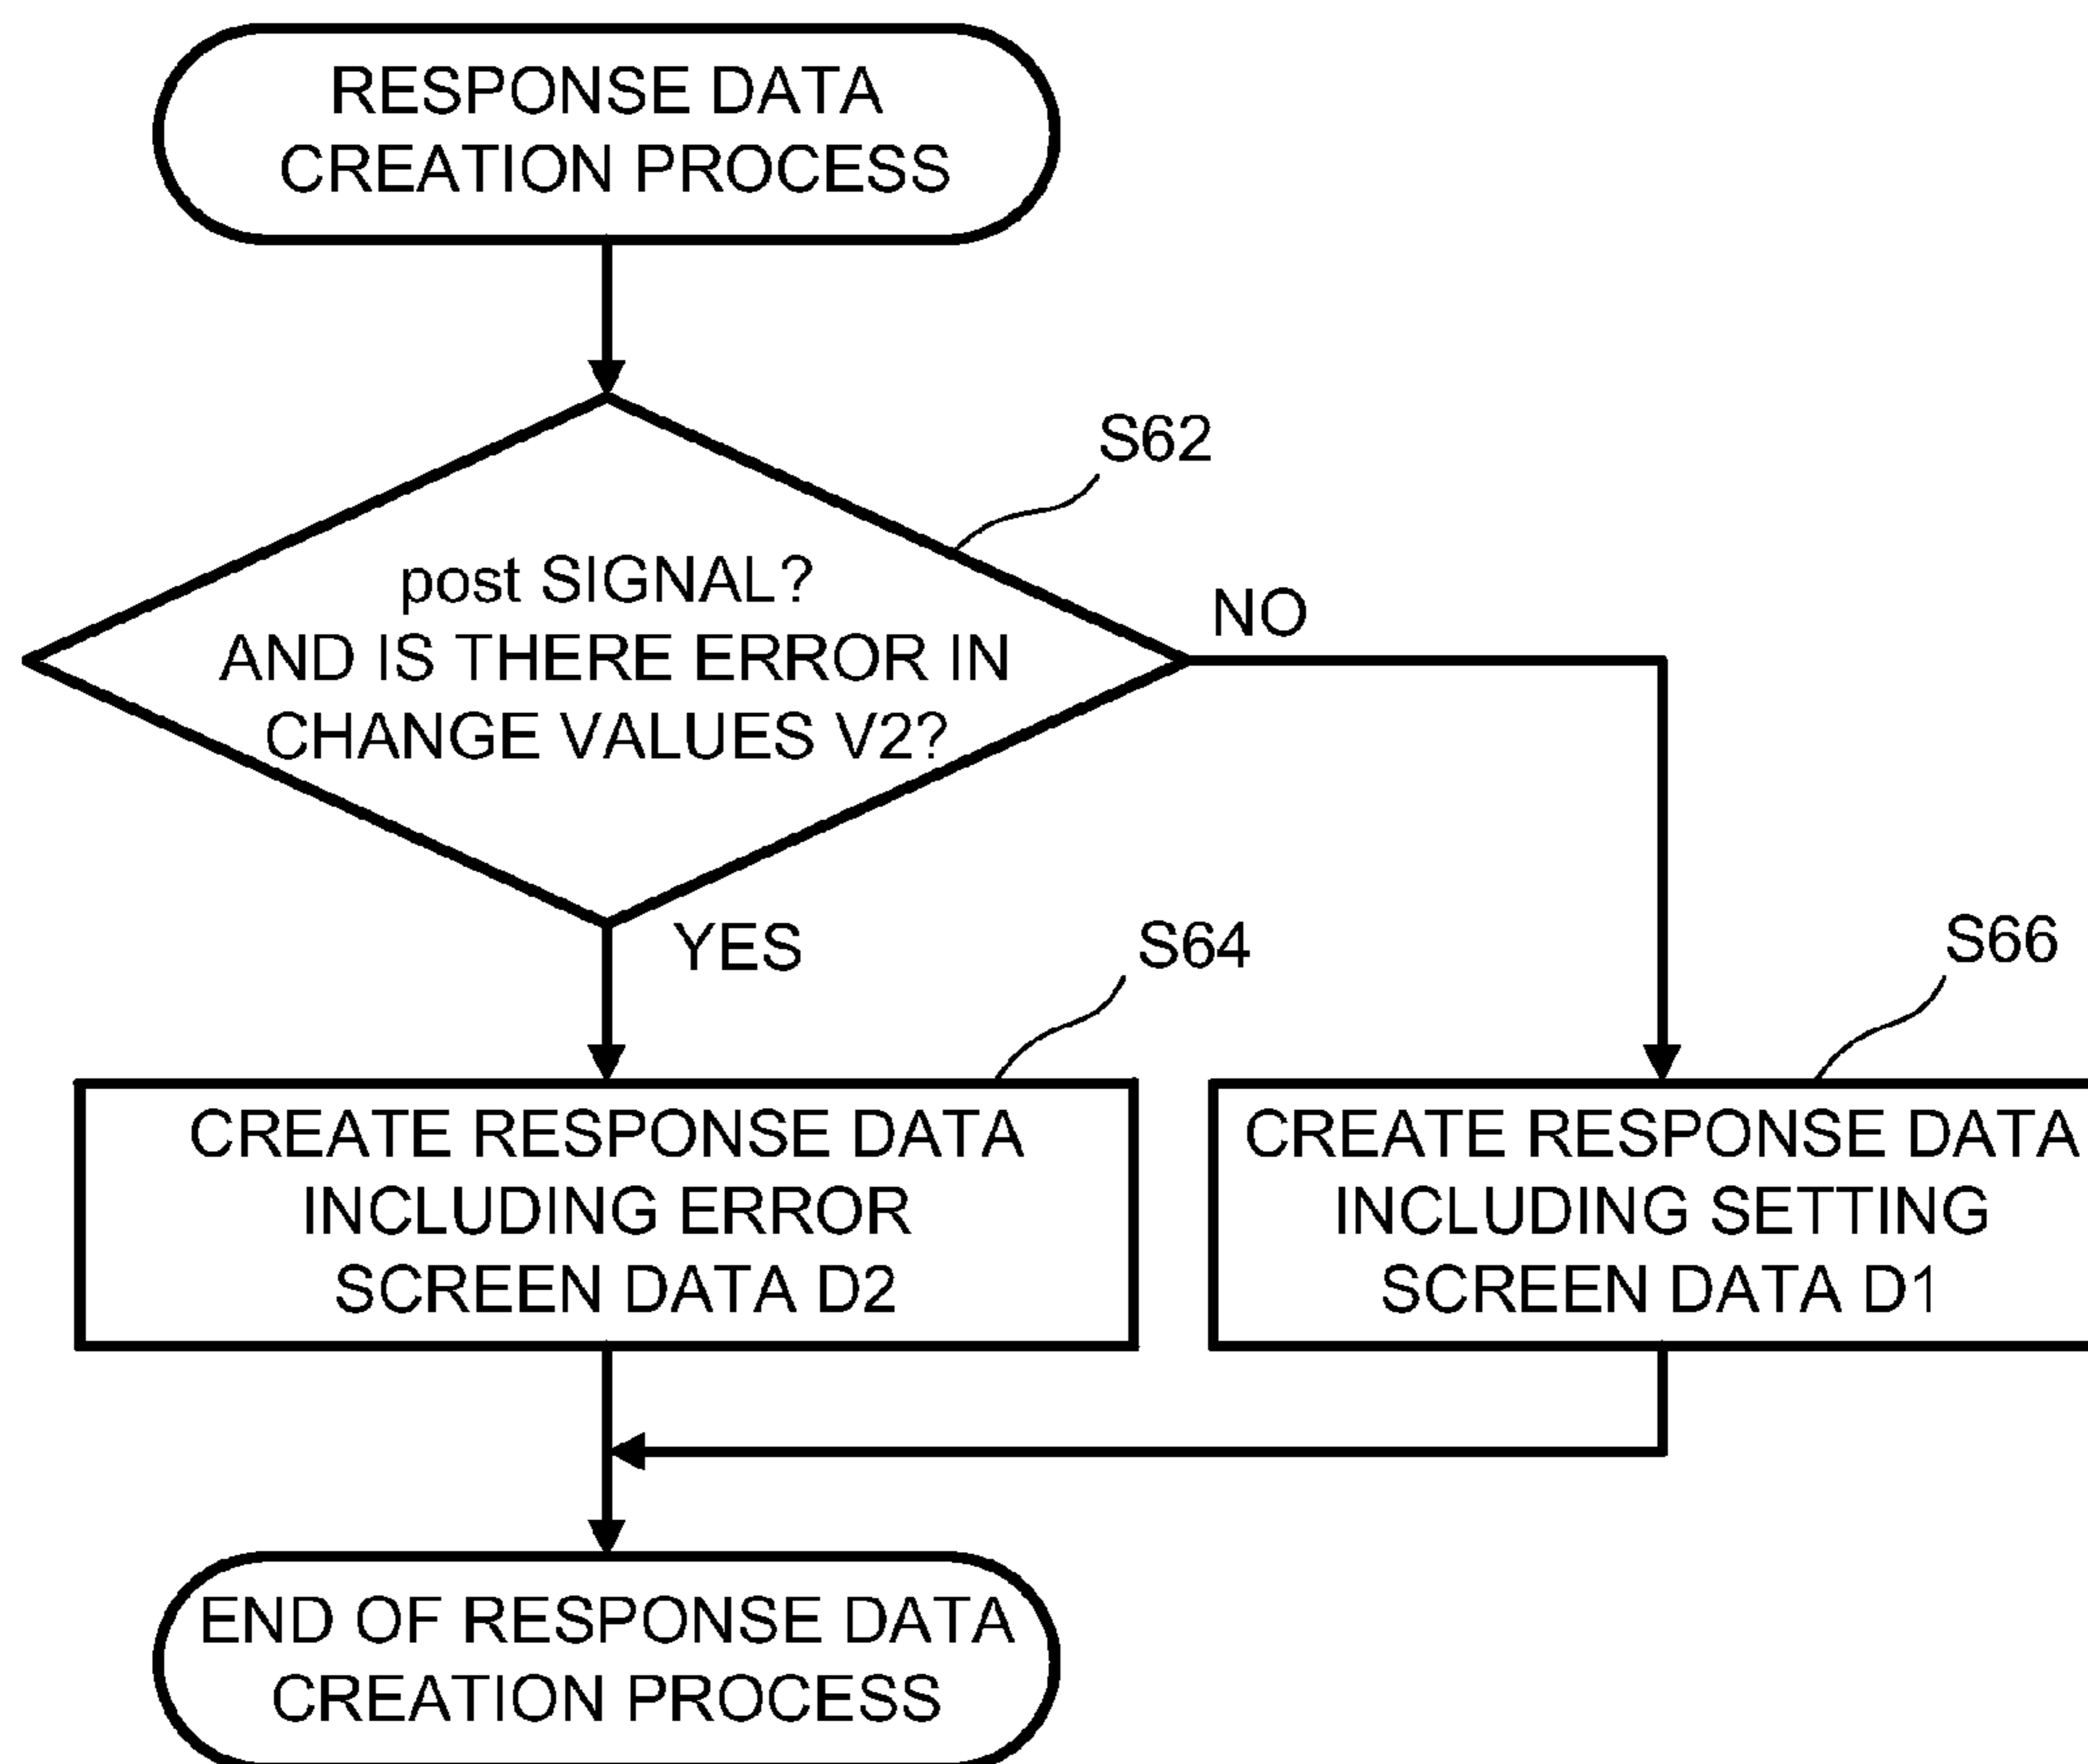 RESPONSE DATA
CREATION PROCESS
S62
post SIGNAL?
AND IS THERE ERROR IN
CHANGE VALUES V2?
NO
YES
S64
S66
CREATE RESPONSE DATA
INCLUDING ERROR
SCREEN DATA D2
CREATE RESPONSE DATA
INCLUDING SETTING
SCREEN DATA D1
END OF RESPONSE DATA
CREATION PROCESS